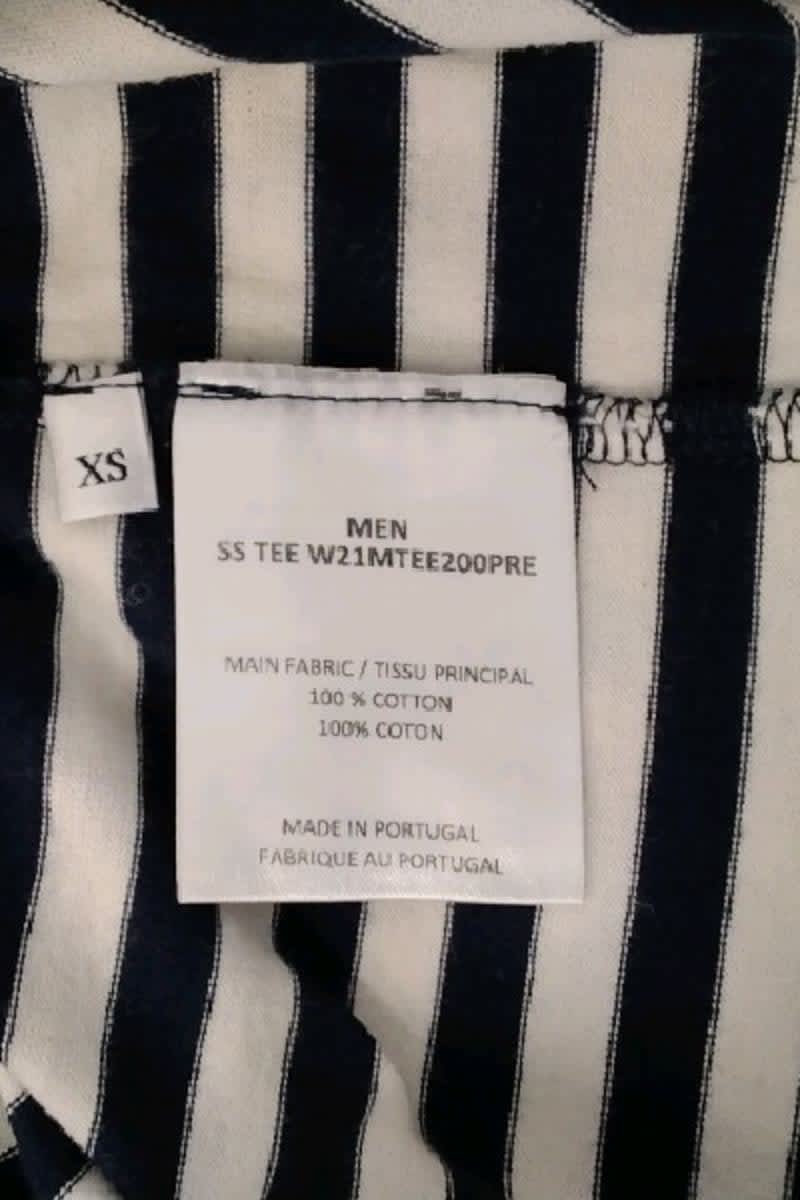 XS
MEN
SS TEE W21MTEE200PRE
MAIN FABRIC / TISSU PRINCIPAL
100 % COTTON
100% COTON
MADE IN PORTUGAL
FABRIQUE AU PORTUGAL